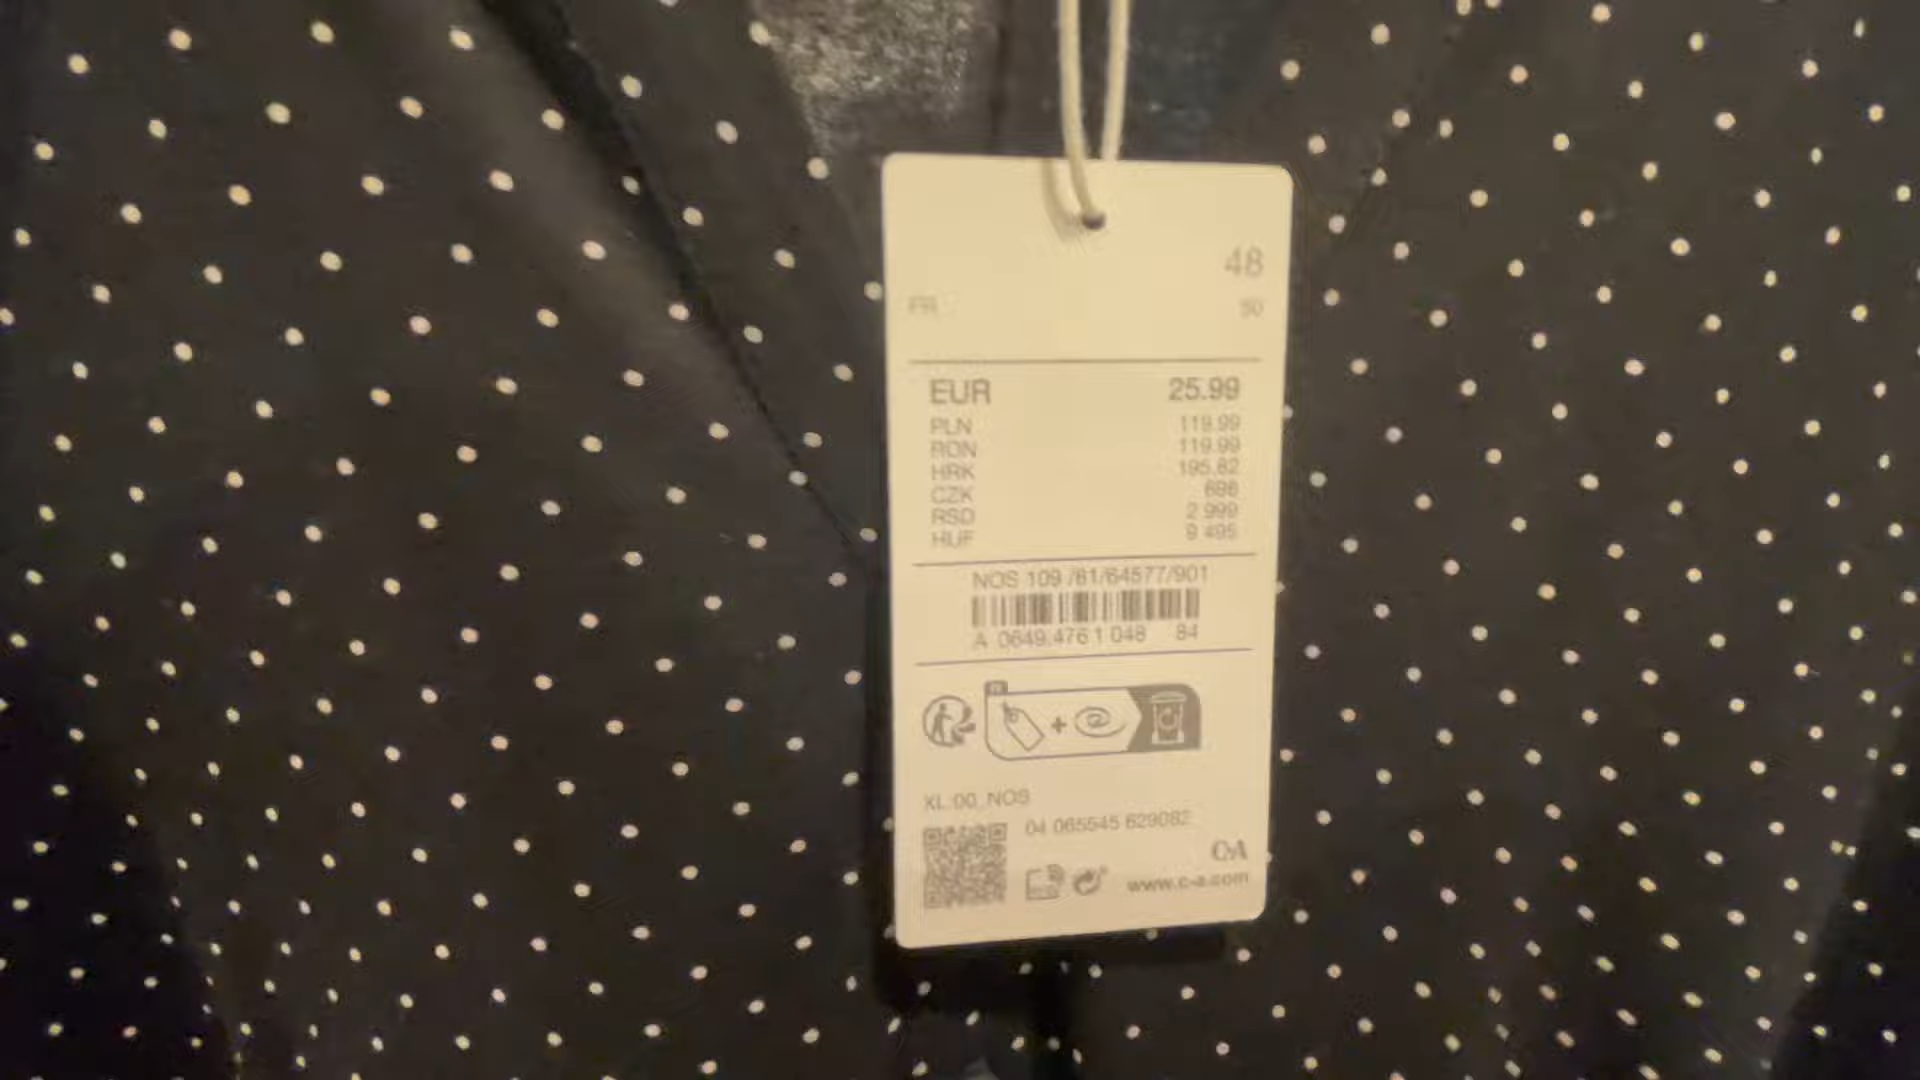 48
FR 50
EUR 25.99
PLN 119.99
RON 119.99
HRK 195.82
CZK 698
RSD 2 999
HUF 9 495
NOS 109 /81/64577/901
A 0649.476 1 048 84
XL 00, NOS
04 065545 629082
C&A
www.c-a.com